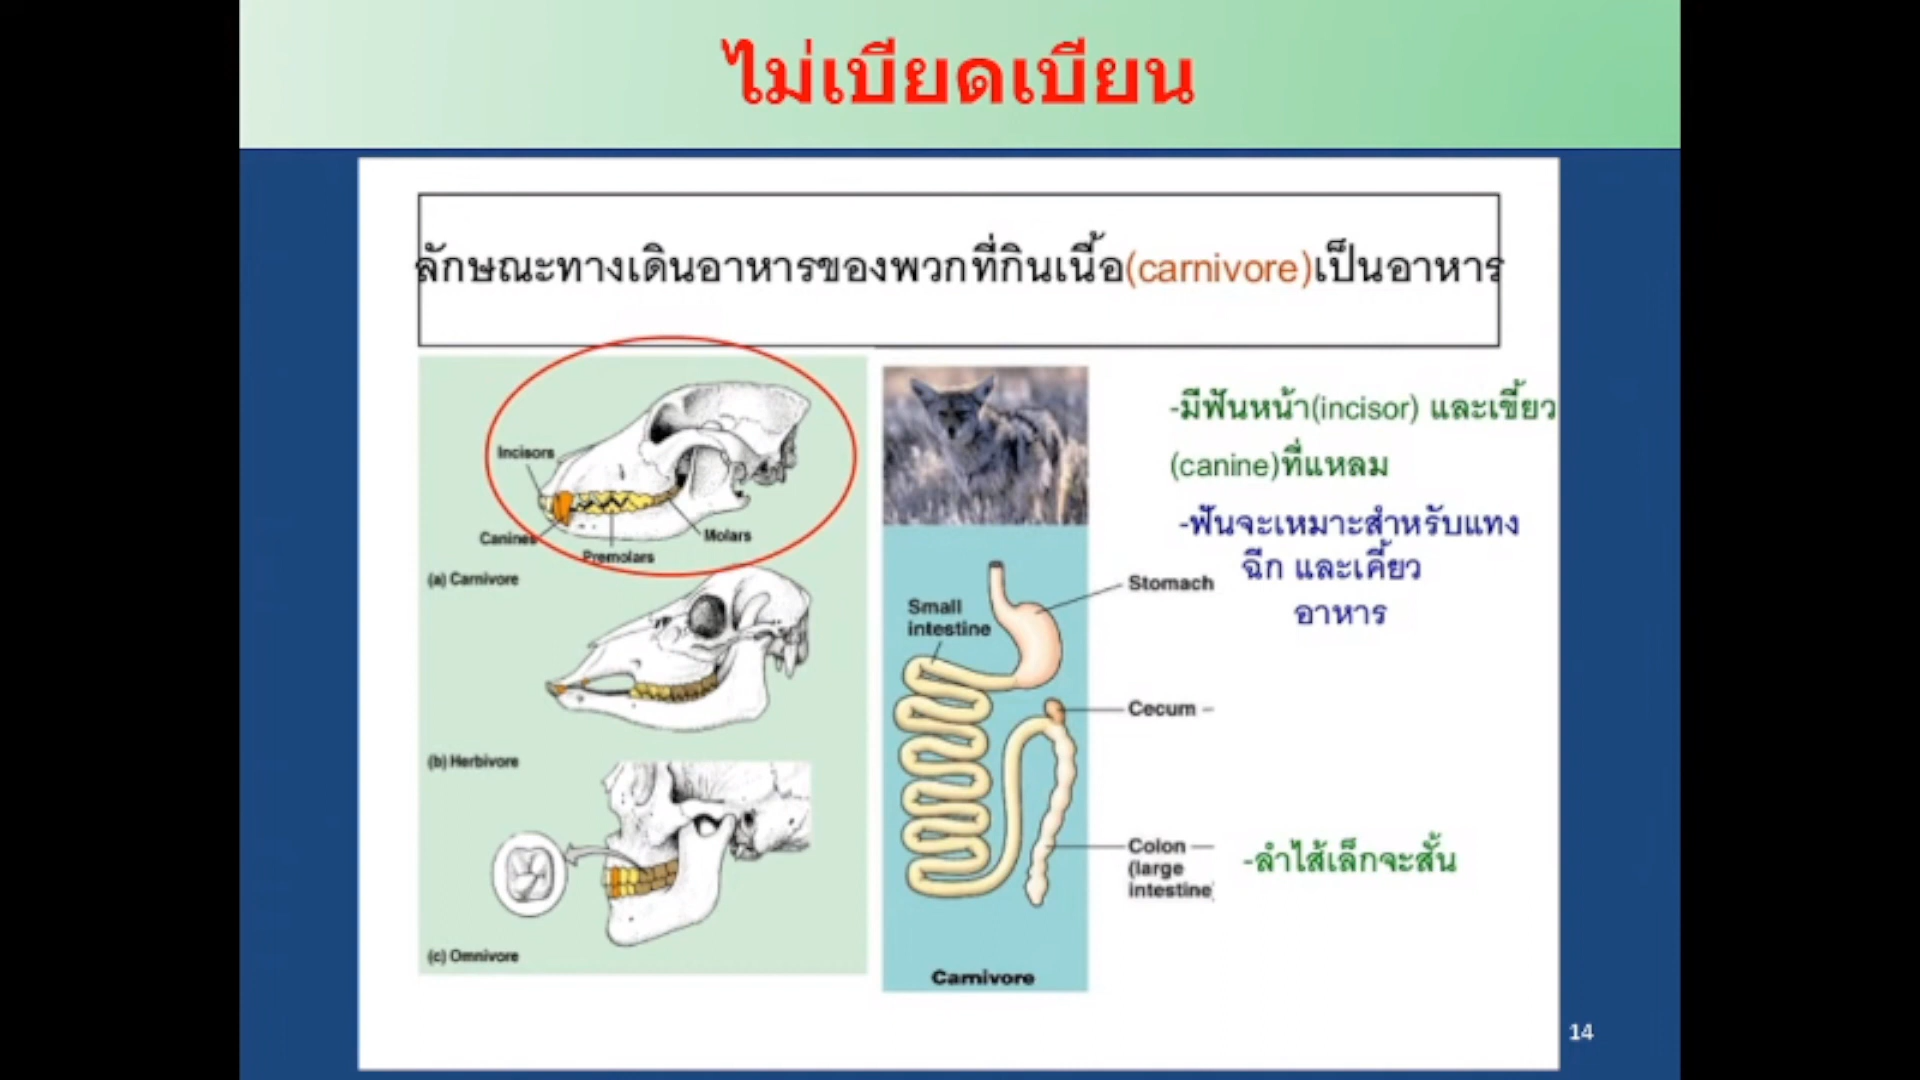 ไม่เบียดเบียน
ลักษณะทางเดินอาหารของพวกที่กินเนื้อ(carnivore)เป็นอาหาร
Incisors
Canines
Premolars
Molars
(a) Carnivore
(b) Herbivore
(c) Omnivore
Small
intestine
Stomach
Cecum
Colon
(large
intestine)
Carnivore
-มีฟันหน้า(incisor) และเขี้ยว
(canine)ที่แหลม
-ฟันจะเหมาะสำหรับแทง
ฉีก และเคี้ยว
อาหาร
-ลำไส้เล็กจะสั้น
14